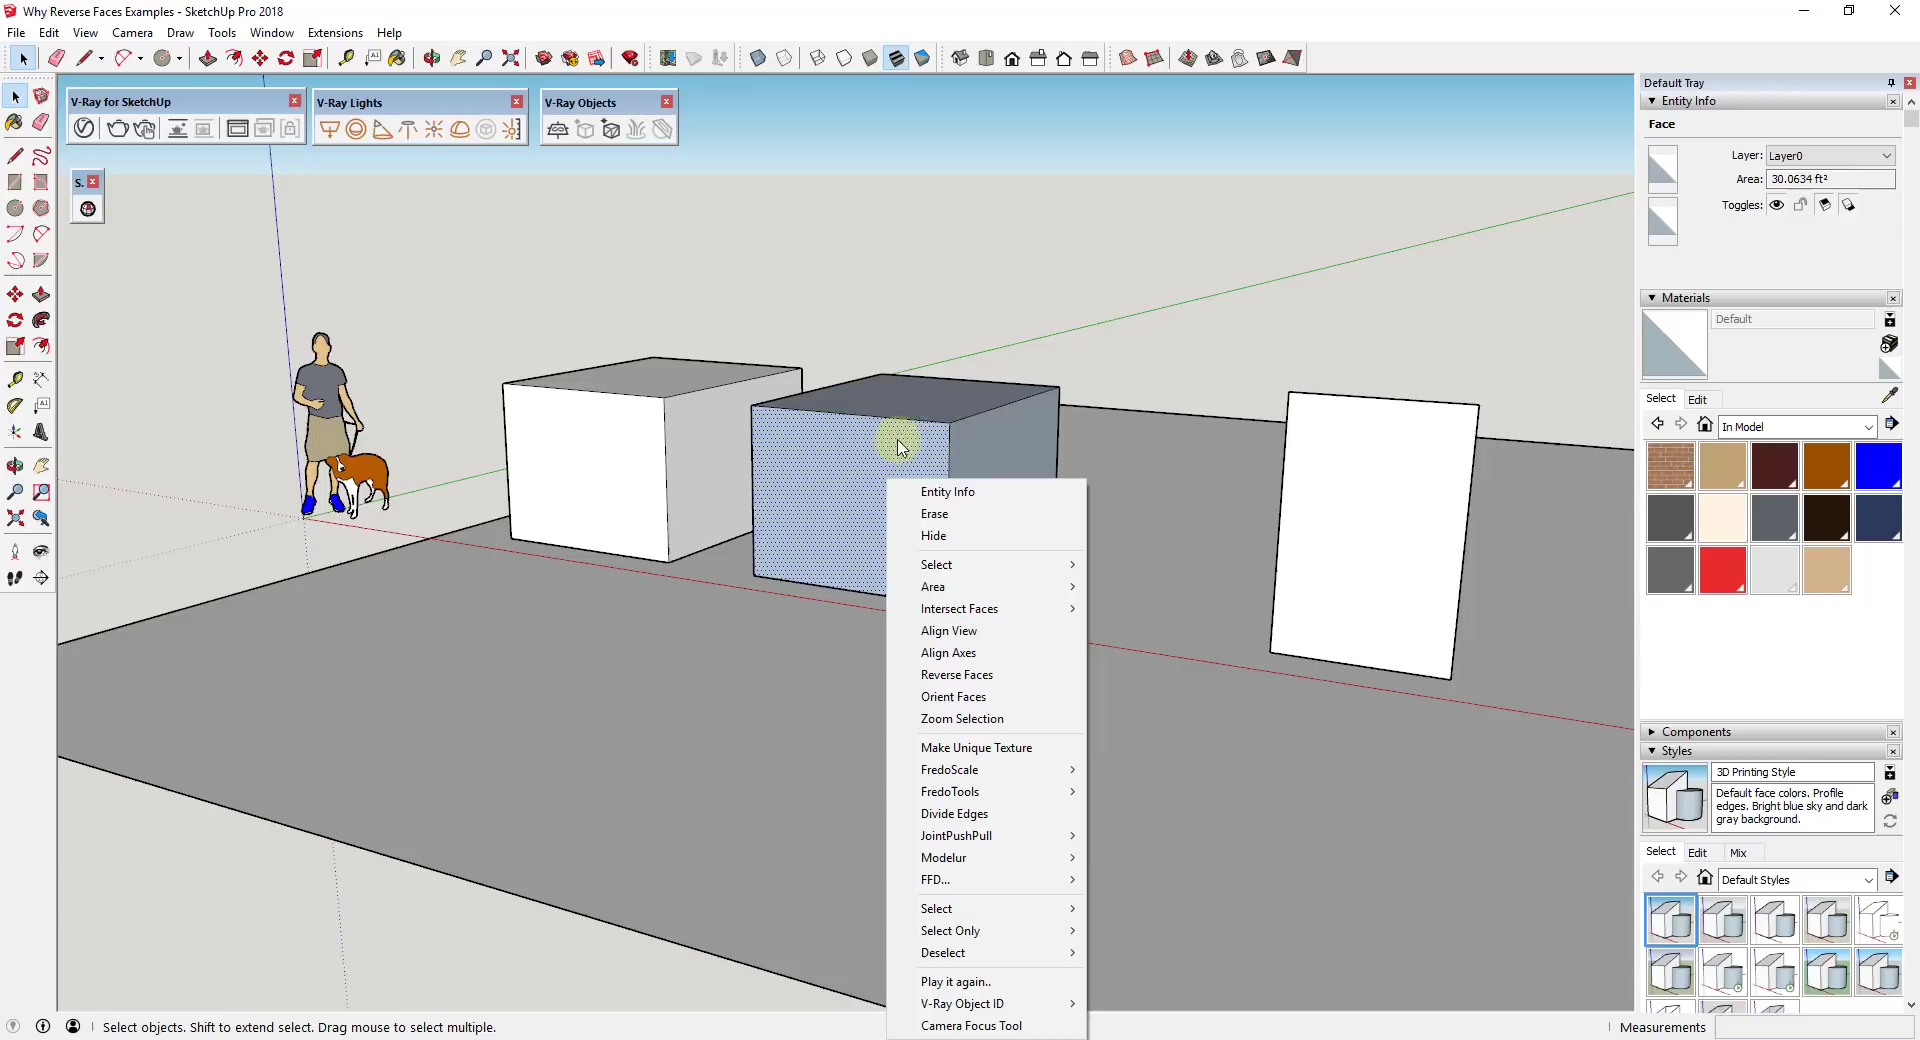 Why Reverse Faces Examples - SketchUp Pro 2018
File Edit View Camera Draw Tools Window Extensions Help
V-Ray for SketchUp
V-Ray Lights
V-Ray Objects
S.
Entity Info
Erase
Hide
Select
Area
Intersect Faces
Align View
Align Axes
Reverse Faces
Orient Faces
Zoom Selection
Make Unique Texture
FredoScale
FredoTools
Divide Edges
JointPushPull
Modelur
FFD...
Select
Select Only
Deselect
Play it again..
V-Ray Object ID
Camera Focus Tool
Default Tray
Entity Info
Face
Layer: Layer0
Area: 30.0634 ft²
Toggles:
Materials
Default
Select Edit
In Model
Components
Styles
3D Printing Style
Default face colors. Profile
edges. Bright blue sky and dark
gray background.
Select Edit Mix
Default Styles
Select objects. Shift to extend select. Drag mouse to select multiple.
Measurements